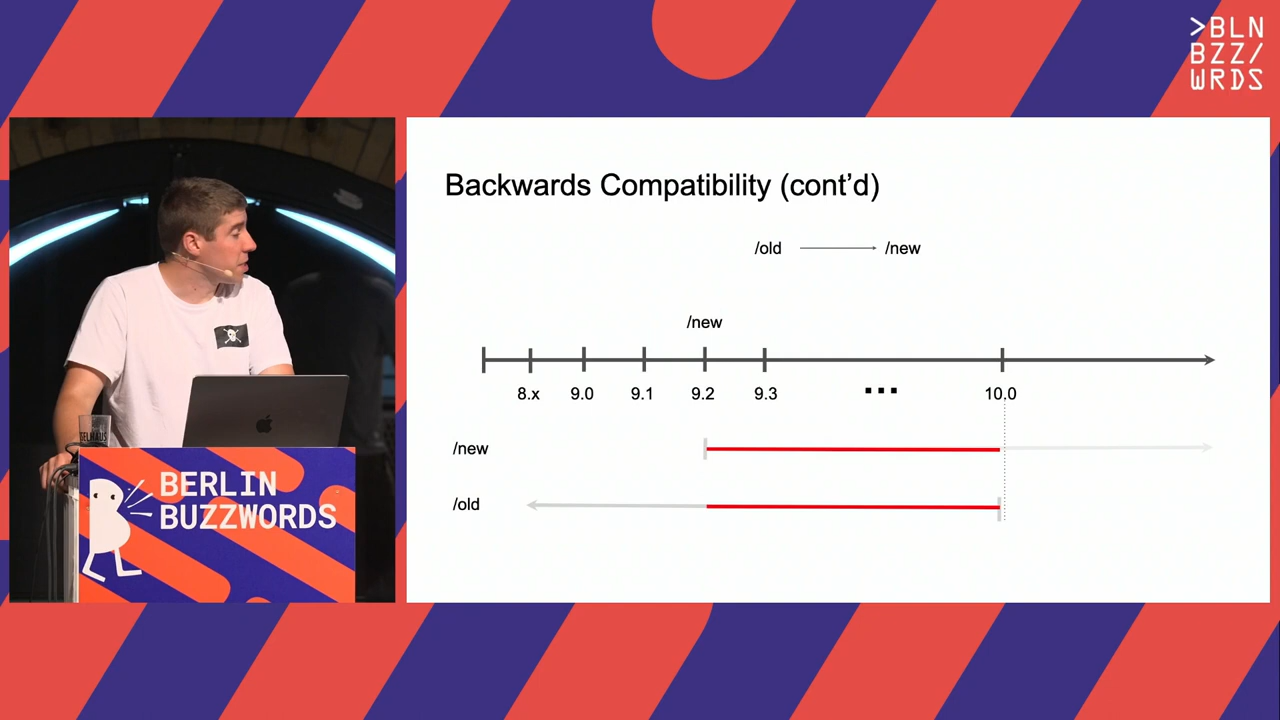 >BLN
BZZ/
WRDS
Backwards Compatibility (cont'd)
/old
/new
/new
8.x
9.0
9.1
9.2
9.3
...
10.0
/new
/old
BERLIN
BUZZWORDS